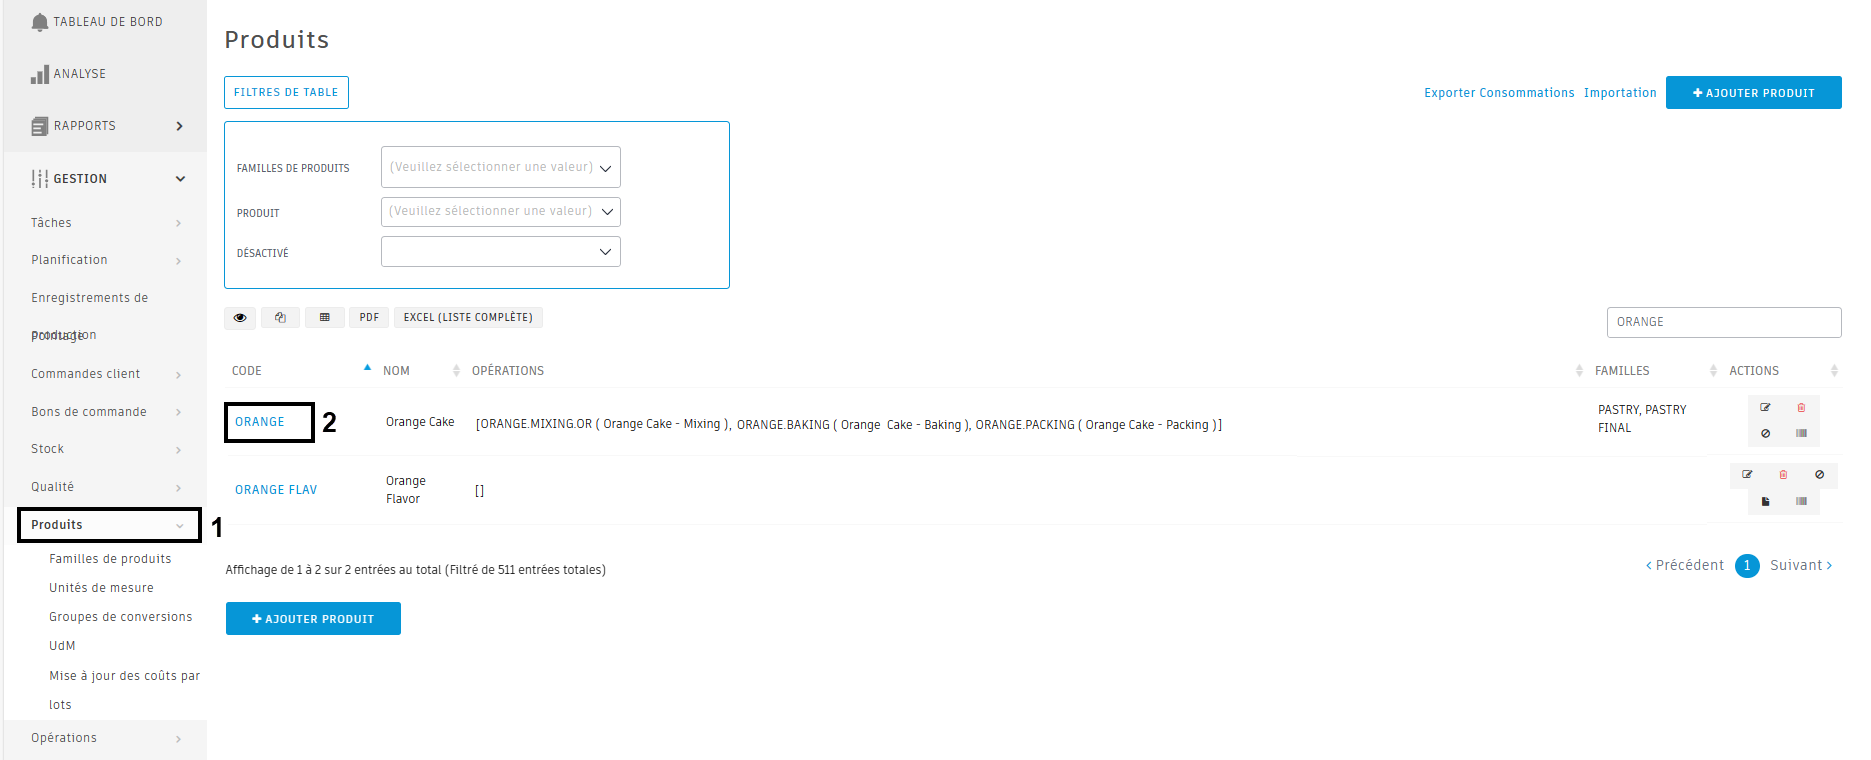 TABLEAU DE BORD
ANALYSE
RAPPORTS
GESTION
Tâches
Planification
Enregistrements de
production
Pointage
Commandes client
Bons de commande
Stock
Qualité
Produits
1
Familles de produits
Unités de mesure
Groupes de conversions
UdM
Mise à jour des coûts par
lots
Opérations
Produits
FILTRES DE TABLE
Exporter Consommations Importation AJOUTER PRODUIT
FAMILLES DE PRODUITS (Veuillez sélectionner une valeur)
PRODUIT (Veuillez sélectionner une valeur)
DÉSACTIVÉ
PDF EXCEL (LISTE COMPLÈTE)
ORANGE
CODE NOM OPÉRATIONS FAMILLES ACTIONS
ORANGE 2 Orange Cake [ORANGE.MIXING.OR ( Orange Cake - Mixing ), ORANGE.BAKING ( Orange Cake - Baking ), ORANGE.PACKING ( Orange Cake - Packing )] PASTRY, PASTRY
FINAL
ORANGE FLAV Orange
Flavor []
Affichage de 1 à 2 sur 2 entrées au total (Filtré de 511 entrées totales)
Précédent 1 Suivant
AJOUTER PRODUIT